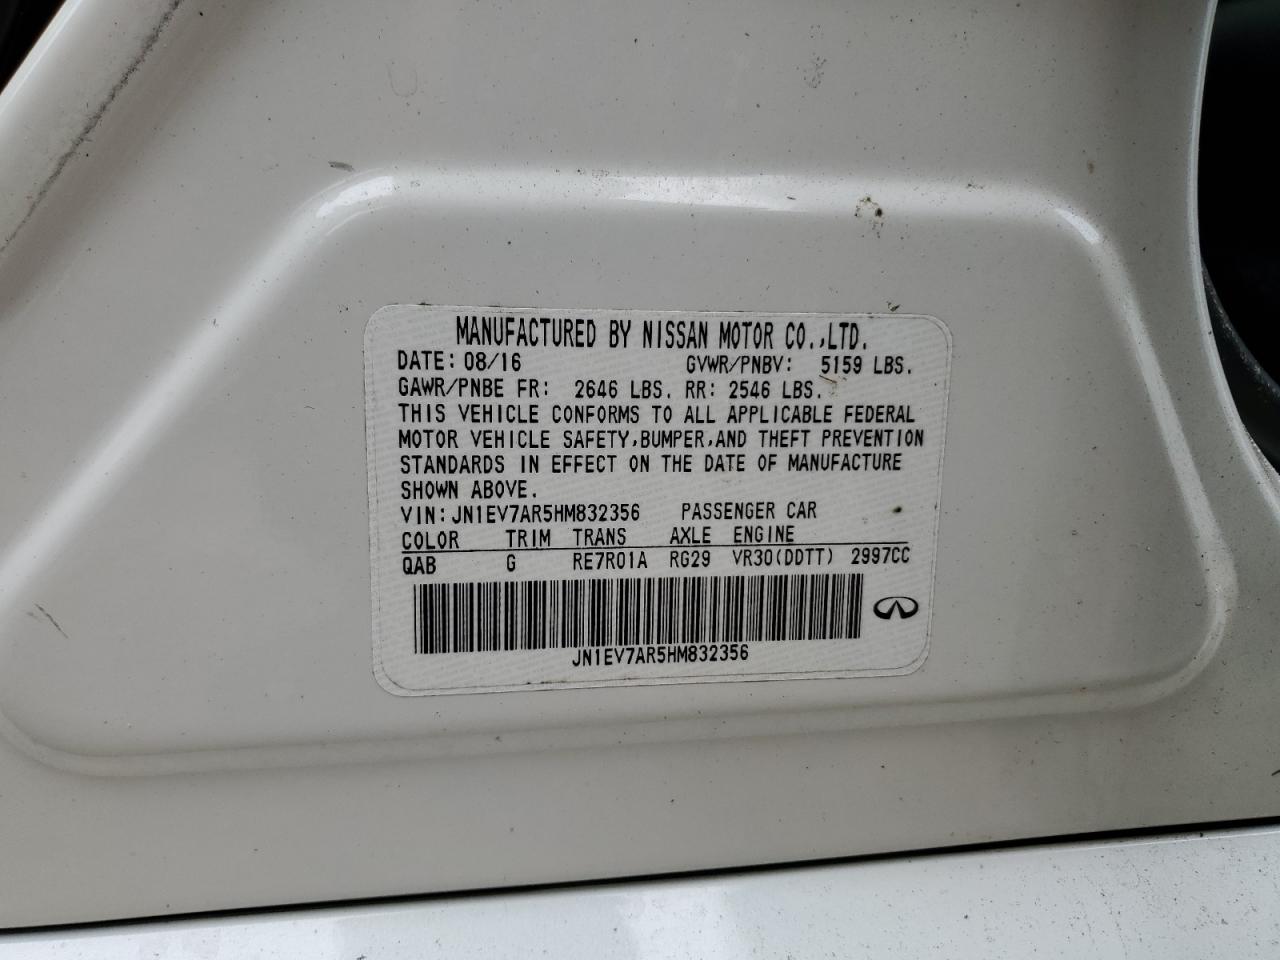 MANUFACTURED BY NISSAN MOTOR CO.,LTD.
DATE: 08/16 GVWR/PNBV: 5159 LBS.
GAWR/PNBE FR: 2646 LBS. RR: 2546 LBS.
THIS VEHICLE CONFORMS TO ALL APPLICABLE FEDERAL
MOTOR VEHICLE SAFETY,BUMPER,AND THEFT PREVENTION
STANDARDS IN EFFECT ON THE DATE OF MANUFACTURE
SHOWN ABOVE.
VIN:JN1EV7AR5HM832356 PASSENGER CAR
COLOR TRIM TRANS AXLE ENGINE
QAB G RE7R01A RG29 VR30(DDTT) 2997CC
JN1EV7AR5HM832356